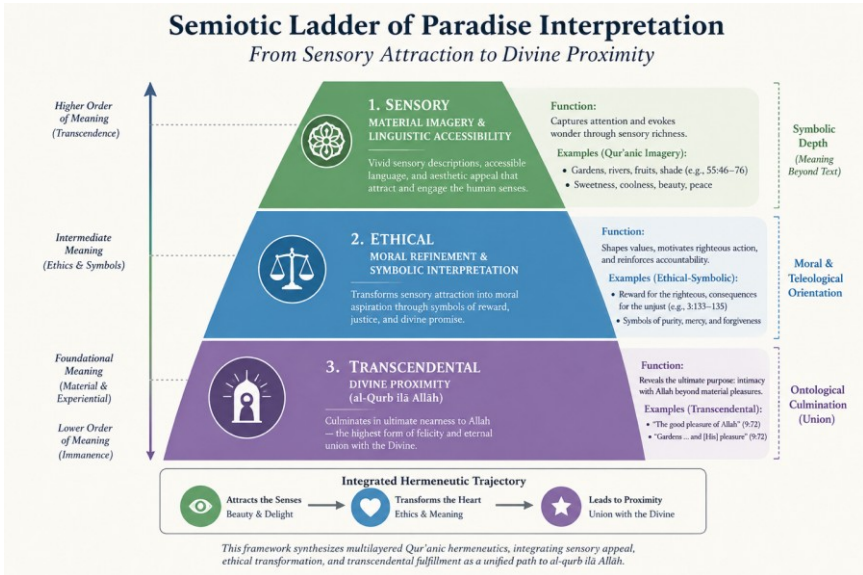 Semiotic Ladder of Paradise Interpretation
From Sensory Attraction to Divine Proximity
Higher Order
of Meaning
(Transcendence)
Intermediate
Meaning
(Ethics & Symbols)
Foundational
Meaning
(Material &
Experiential)
Lower Order
of Meaning
(Immanence)
1. SENSORY
MATERIAL IMAGERY &
LINGUISTIC ACCESSIBILITY
Vivid sensory descriptions, accessible
language, and aesthetic appeal that
attract and engage the human senses.
Function:
Captures attention and evokes
wonder through sensory richness.
Examples (Qur'anic Imagery):
• Gardens, rivers, fruits, shade (e.g., 55:46–76)
• Sweetness, coolness, beauty, peace
Symbolic
Depth
(Meaning
Beyond Text)
2. ETHICAL
MORAL REFINEMENT &
SYMBOLIC INTERPRETATION
Transforms sensory attraction into moral
aspiration through symbols of reward,
justice, and divine promise.
Function:
Shapes values, motivates righteous action,
and reinforces accountability.
Examples (Ethical-Symbolic):
• Reward for the righteous, consequences
for the unjust (e.g., 3:133–135)
• Symbols of purity, mercy, and forgiveness
Moral &
Teleological
Orientation
3. TRANSCENDENTAL
DIVINE PROXIMITY
(al-Qurb ilā Allāh)
Culminates in ultimate nearness to Allah
— the highest form of felicity and eternal
union with the Divine.
Function:
Reveals the ultimate purpose: intimacy
with Allah beyond material pleasures.
Examples (Transcendental):
• "The good pleasure of Allah" (9:72)
• "Gardens ... and [His] pleasure" (9:72)
Ontological
Culmination
(Union)
Integrated Hermeneutic Trajectory
Attracts the Senses
Beauty & Delight
Transforms the Heart
Ethics & Meaning
Leads to Proximity
Union with the Divine
This framework synthesizes multilayered Qur'anic hermeneutics, integrating sensory appeal,
ethical transformation, and transcendental fulfillment as a unified path to al-qurb ilā Allāh.